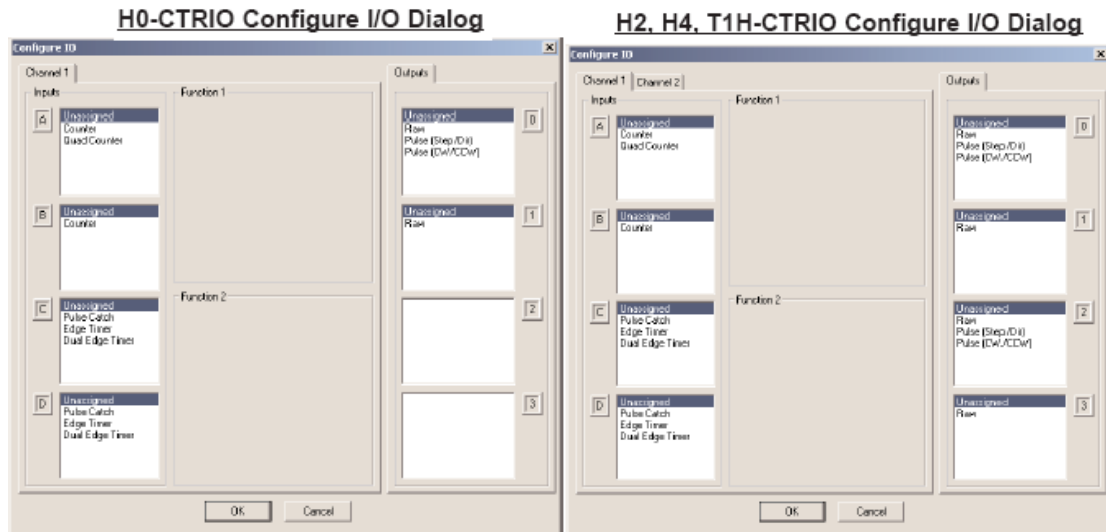 H0-CTRIO Configure I/O Dialog
Configure IO
Channel 1
Outputs
Inputs
Function 1
A
Unassigned
Counter
Quad Counter
Unassigned
Raw
Pulse (Step/Dir)
Pulse (CW/CCW)
0
B
Unassigned
Counter
Unassigned
Raw
1
Function 2
C
Unassigned
Pulse Catch
Edge Timer
Dual Edge Timer
2
D
Unassigned
Pulse Catch
Edge Timer
Dual Edge Timer
3
OK
Cancel
H2, H4, T1H-CTRIO Configure I/O Dialog
Configure IO
Channel 1
Channel 2
Outputs
Inputs
Function 1
A
Unassigned
Counter
Quad Counter
Unassigned
Raw
Pulse (Step/Dir)
Pulse (CW/CCW)
0
B
Unassigned
Counter
Unassigned
Raw
1
Function 2
C
Unassigned
Pulse Catch
Edge Timer
Dual Edge Timer
Unassigned
Raw
Pulse (Step/Dir)
Pulse (CW/CCW)
2
D
Unassigned
Pulse Catch
Edge Timer
Dual Edge Timer
Unassigned
Raw
3
OK
Cancel